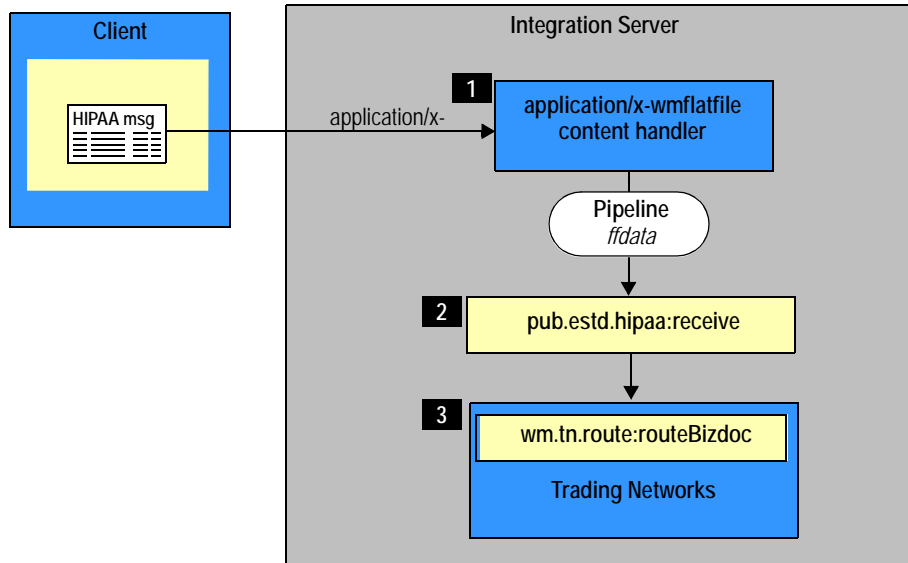 Client
HIPAA msg
application/x-
Integration Server
1
application/x-wmflatfile
content handler
Pipeline
ffdata
2
pub.estd.hipaa:receive
3
wm.tn.route:routeBizdoc
Trading Networks